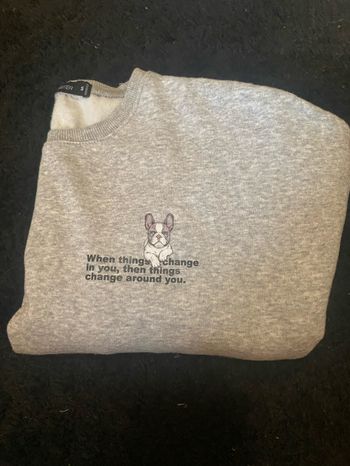 When things change
in you, then things
change around you.